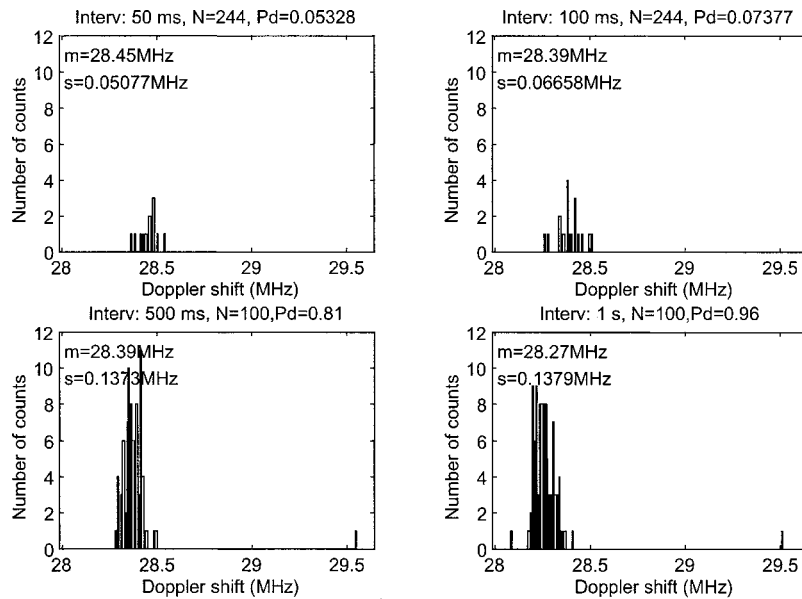 Interv: 50 ms, N=244, Pd=0.05328
12
10
8
6
4
2
0
Number of counts
m=28.45MHz
s=0.05077MHz
28
28.5
29
29.5
Doppler shift (MHz)
Interv: 100 ms, N=244, Pd=0.07377
12
10
8
6
4
2
0
Number of counts
m=28.39MHz
s=0.06658MHz
28
28.5
29
29.5
Doppler shift (MHz)
Interv: 500 ms, N=100,Pd=0.81
12
10
8
6
4
2
0
Number of counts
m=28.39MHz
s=0.1373MHz
28
28.5
29
29.5
Doppler shift (MHz)
Interv: 1 s, N=100,Pd=0.96
12
10
8
6
4
2
0
Number of counts
m=28.27MHz
s=0.1379MHz
28
28.5
29
29.5
Doppler shift (MHz)